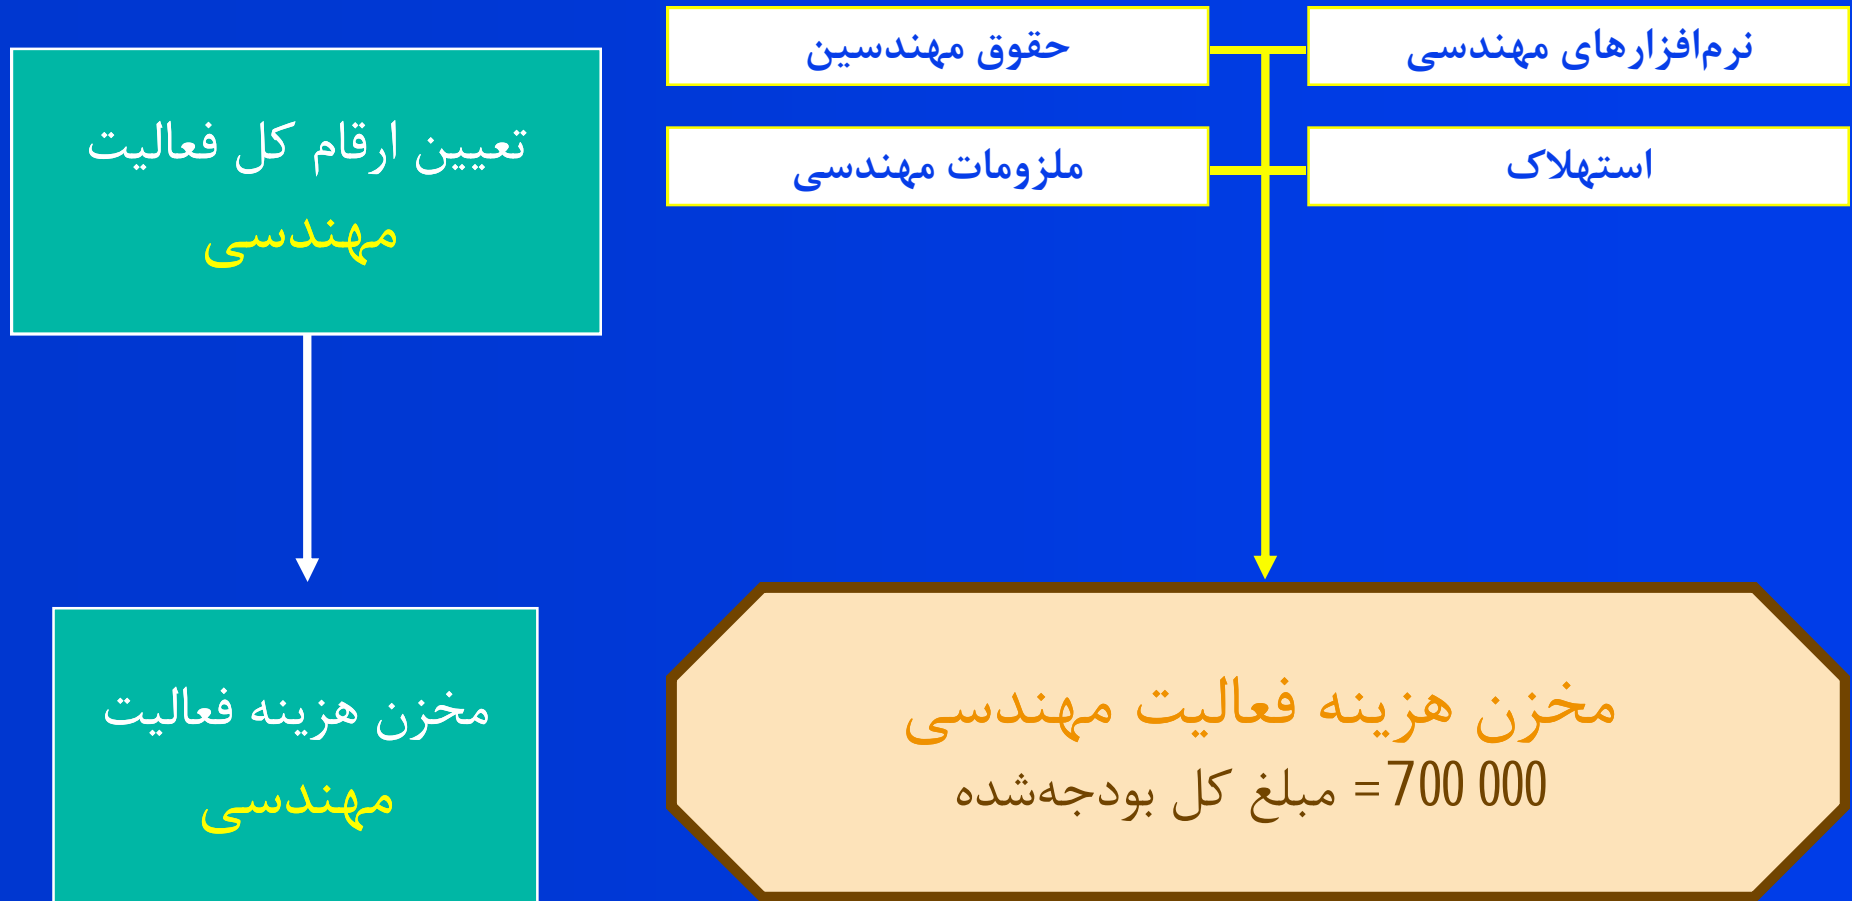 نرم‌افزارهای مهندسی
حقوق مهندسین
استهلاک
ملزومات مهندسی
تعیین ارقام کل فعالیت
مهندسی
مخزن هزینه فعالیت مهندسی
700 000 = مبلغ کل بودجه‌شده
مخزن هزینه فعالیت
مهندسی